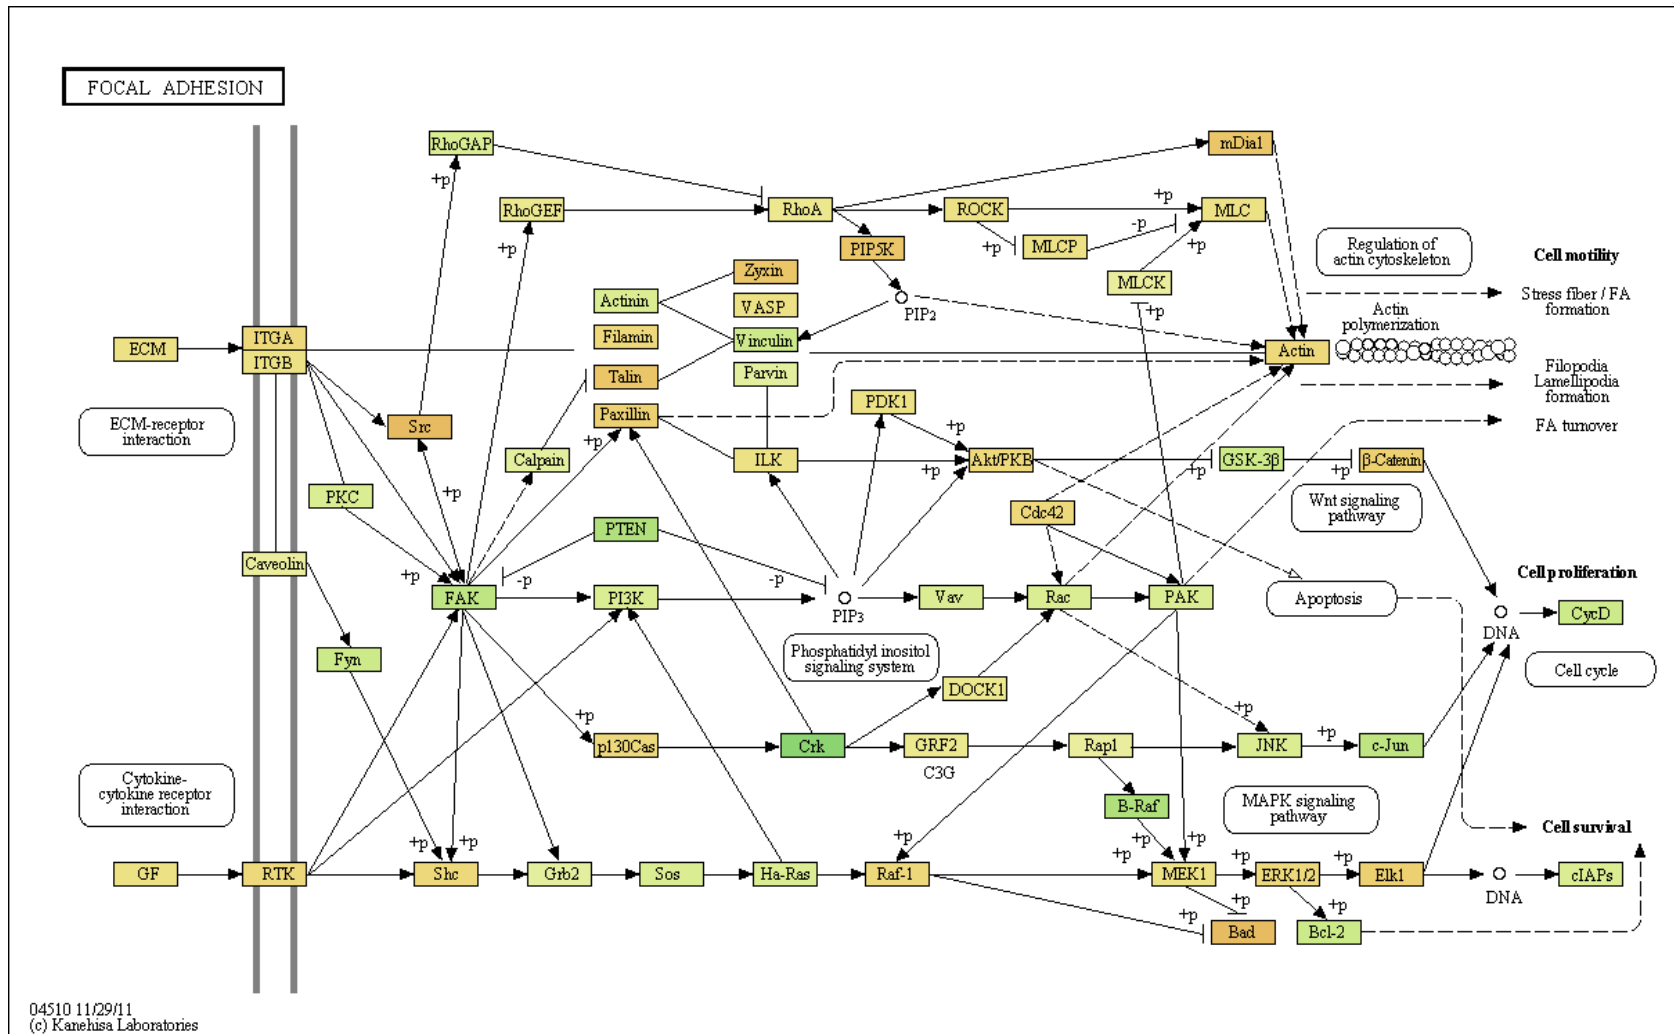 FOCAL ADHESION
RhoGAP
mDia1
+p
RhoGEF
RhoA
ROCK
+p
MLC
-p
+p
PIP5K
+p
MLCP
+p
Regulation of
actin cytoskeleton
Cell motility
Zyxin
MLCK
Actinin
VASP
PIP2
+p
Stress fiber / FA
formation
Actin
polymerization
ECM
ITGA
ITGB
Filamin
Vinculin
Actin
Talin
Parvin
Filopodia
Lamellipodia
formation
ECM-receptor
interaction
Src
Paxillin
PDK1
FA turnover
+p
+p
Calpain
ILK
+p
Akt/PKB
GSK-3β
+p
β-Catenin
+p
+p
PKC
Cdc42
Wnt signaling
pathway
PTEN
Caveolin
+p
-p
-p
Cell proliferation
FAK
PI3K
PIP3
Vav
Rac
PAK
Apoptosis
DNA
CycD
Fyn
Phosphatidyl inositol
signaling system
Cell cycle
DOCK1
+p
+p
p130Cas
Crk
GRF2
C3G
Rap1
JNK
+p
c-Jun
Cytokine-
cytokine receptor
interaction
B-Raf
MAPK signaling
pathway
+p
+p
+p
+p
+p
Cell survival
GF
RTK
Shc
Grb2
Sos
Ha-Ras
Raf-1
+p
MEK1
+p
ERK1/2
+p
Elk1
DNA
cIAPs
+p
+p
+p
Bad
Bcl-2
04510 11/29/11
(c) Kanehisa Laboratories